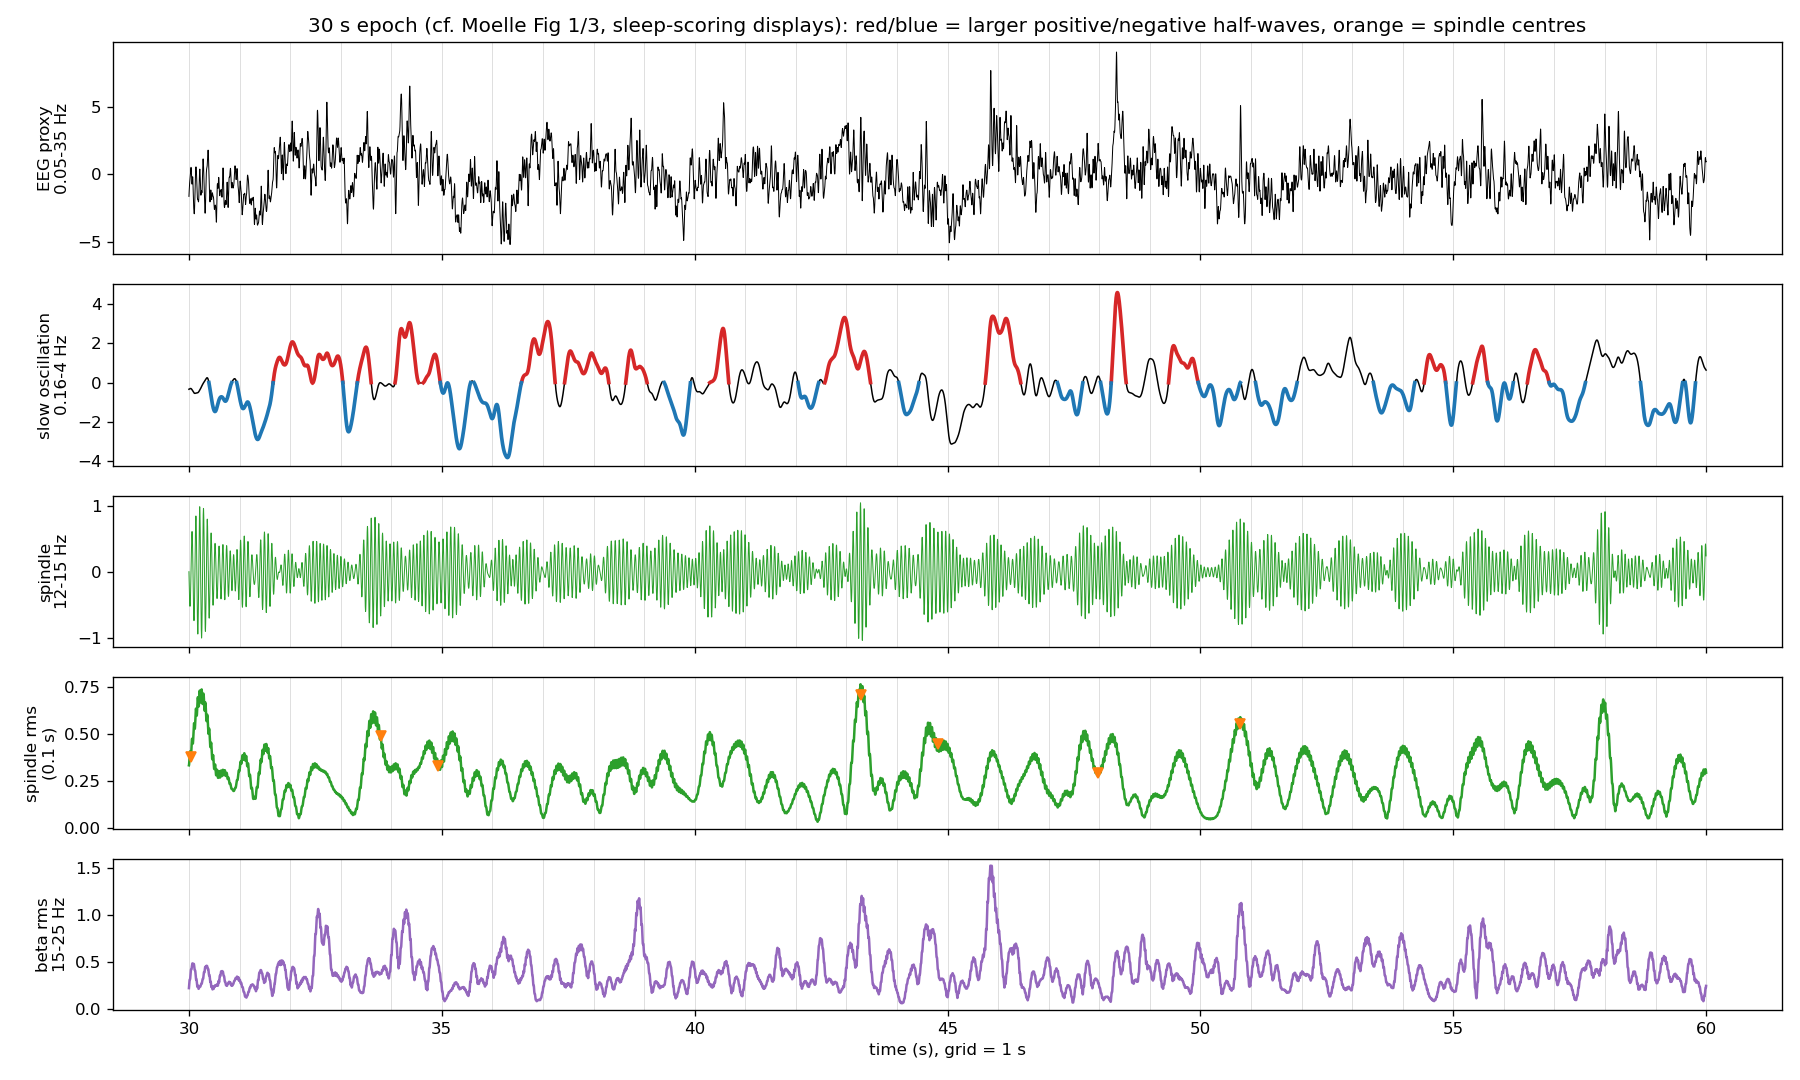 30 s epoch (cf. Moelle Fig 1/3, sleep-scoring displays): red/blue = larger positive/negative half-waves, orange = spindle centres
EEG proxy
0.05-35 Hz
5
0
−5
slow oscillation
0.16-4 Hz
4
2
0
−2
−4
spindle
12-15 Hz
1
0
−1
spindle rms
(0.1 s)
0.75
0.50
0.25
0.00
beta rms
15-25 Hz
1.5
1.0
0.5
0.0
30 35 40 45 50 55 60
time (s), grid = 1 s